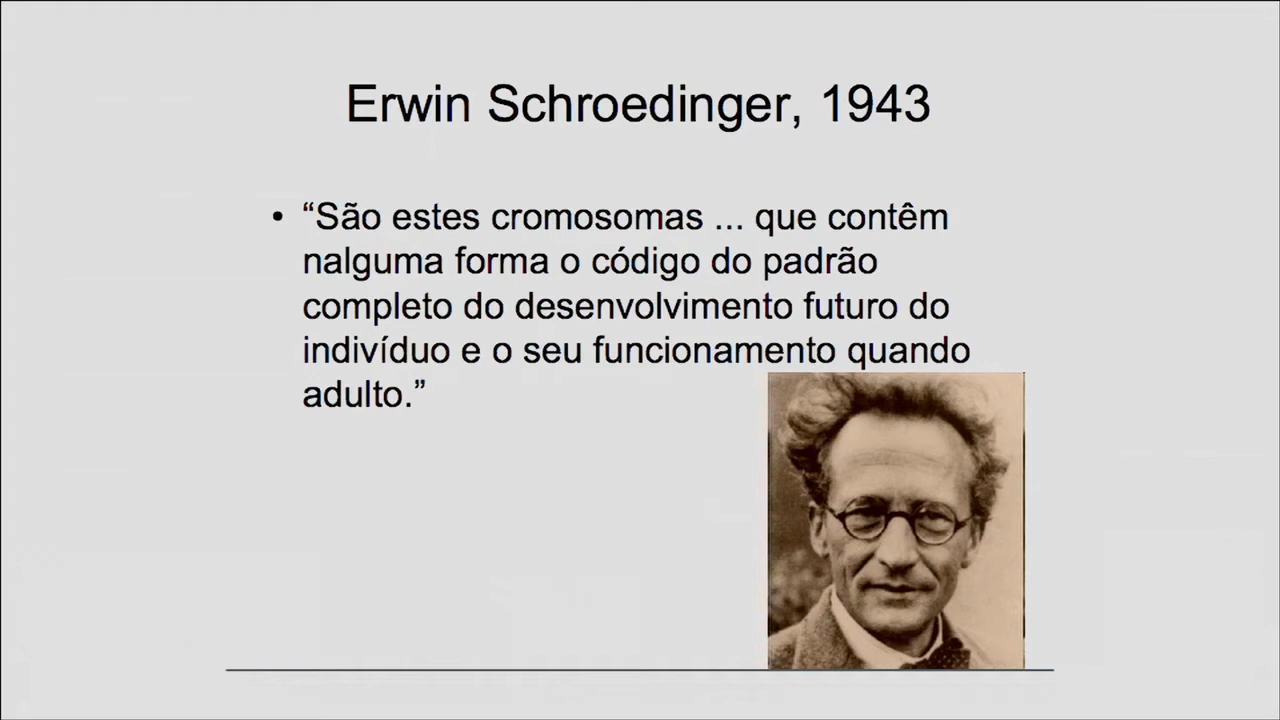 Erwin Schroedinger, 1943
• “São estes cromosomas ... que contêm
nalguma forma o código do padrão
completo do desenvolvimento futuro do
indivíduo e o seu funcionamento quando
adulto.”